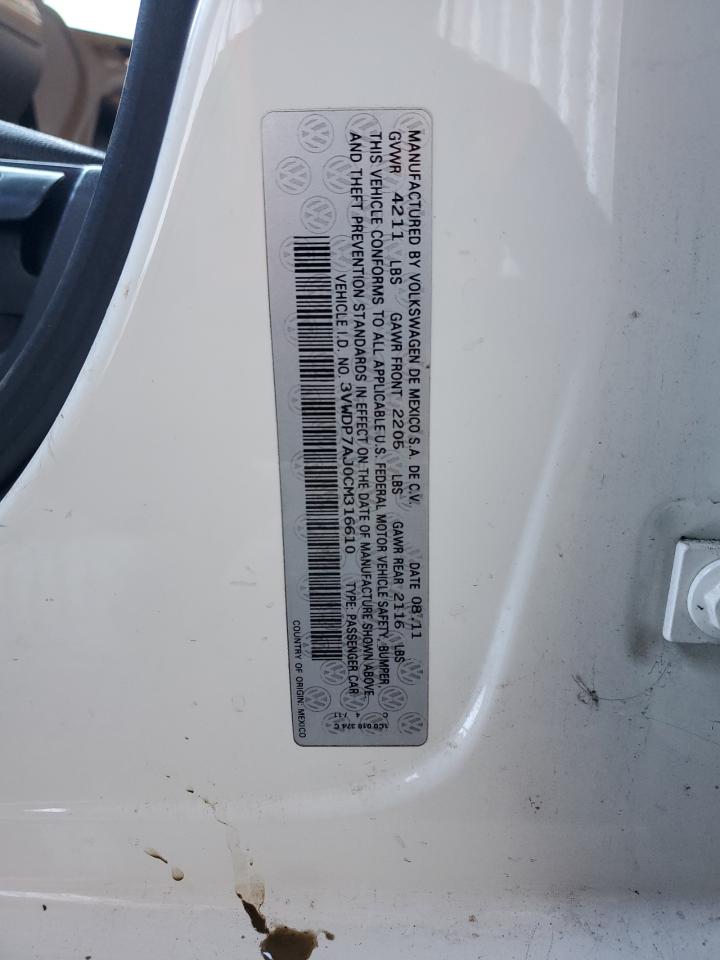 MANUFACTURED BY VOLKSWAGEN DE MEXICO S.A. DE C.V. DATE 08/11
GVWR 4211 LBS GAWR FRONT 2205 LBS GAWR REAR 2116 LBS
THIS VEHICLE CONFORMS TO ALL APPLICABLE U.S. FEDERAL MOTOR VEHICLE SAFETY, BUMPER
AND THEFT PREVENTION STANDARDS IN EFFECT ON THE DATE OF MANUFACTURE SHOWN ABOVE.
VEHICLE I.D. NO. 3VWDP7AJ0CM316610 TYPE: PASSENGER CAR
COUNTRY OF ORIGIN: MEXICO